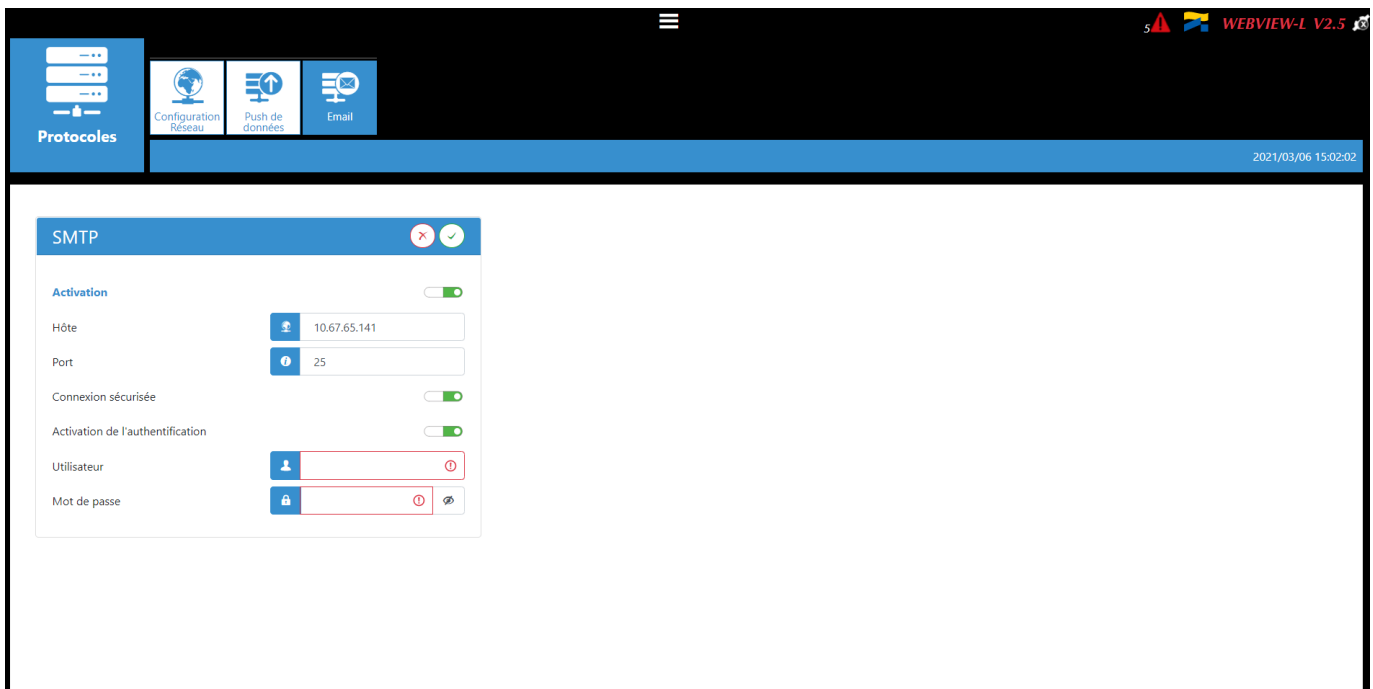 5 WEBVIEW-L V2.5
Protocoles
Configuration
Réseau
Push de
données
Email
2021/03/06 15:02:02
SMTP
Activation
Hôte 10.67.65.141
Port 25
Connexion sécurisée
Activation de l'authentification
Utilisateur
Mot de passe